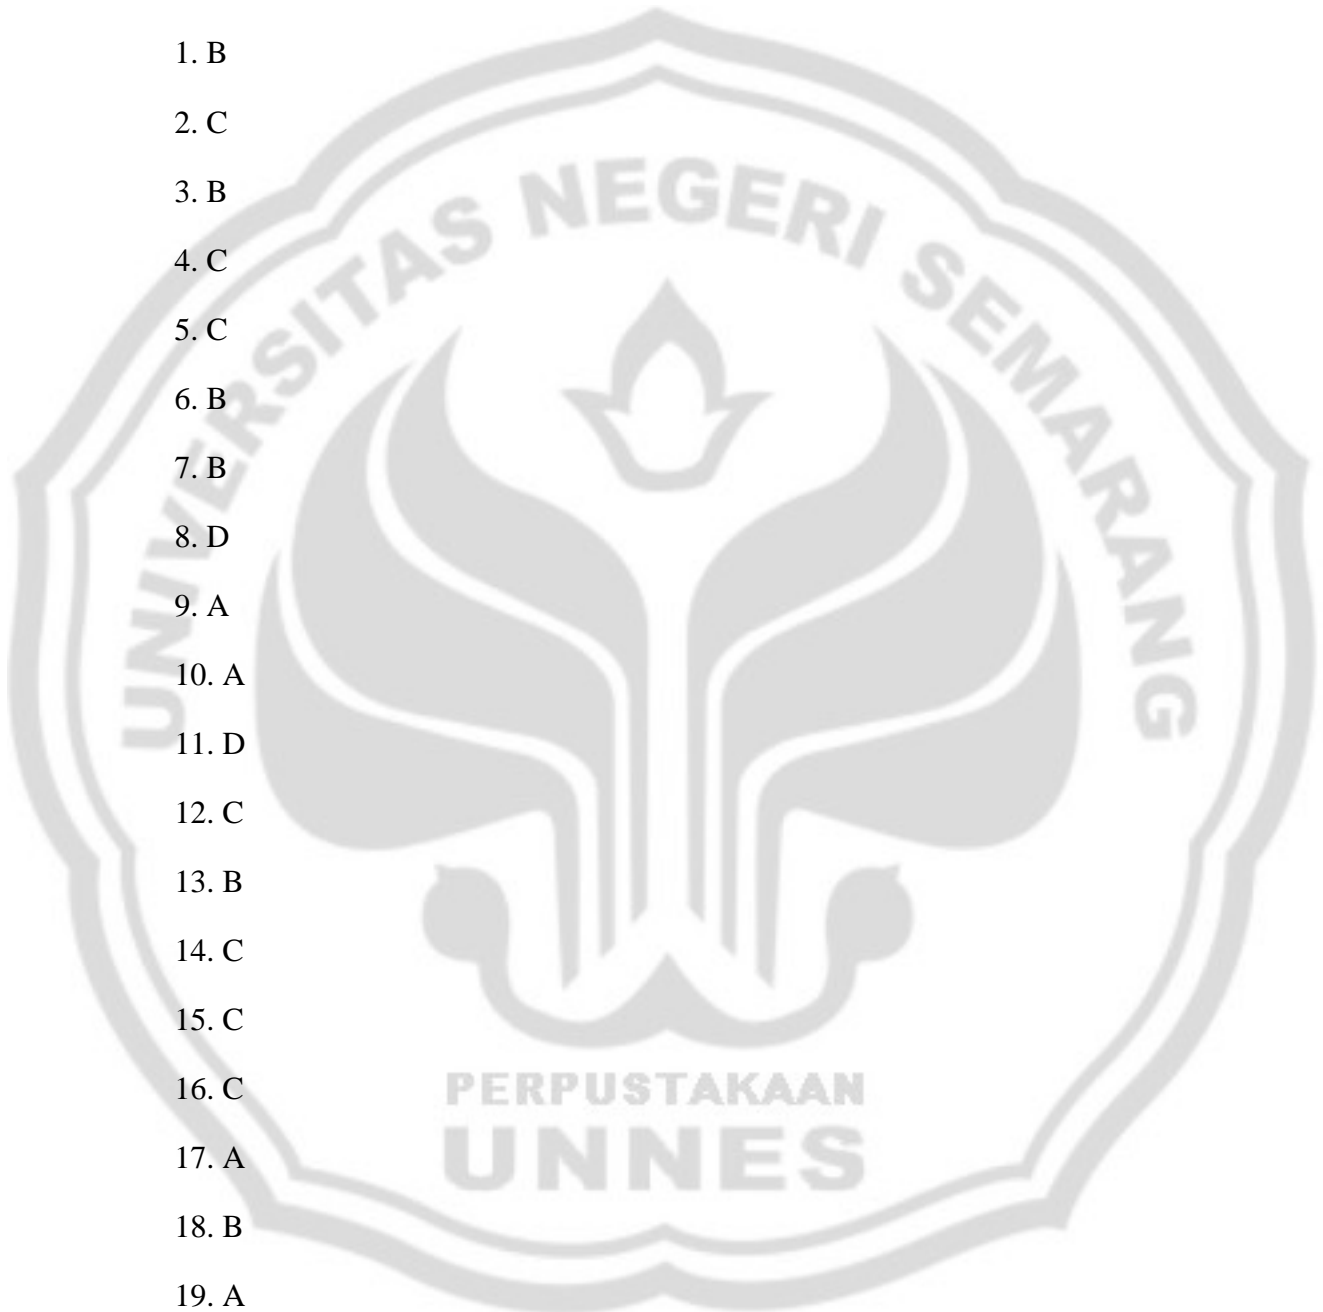 1. B
2. C
3. B
4. C
5. C
6. B
7. B
8. D
9. A
10. A
11. D
12. C
13. B
14. C
15. C
16. C
17. A
18. B
19. A
UNIVERSITAS NEGERI SEMARANG
PERPUSTAKAAN
UNNES